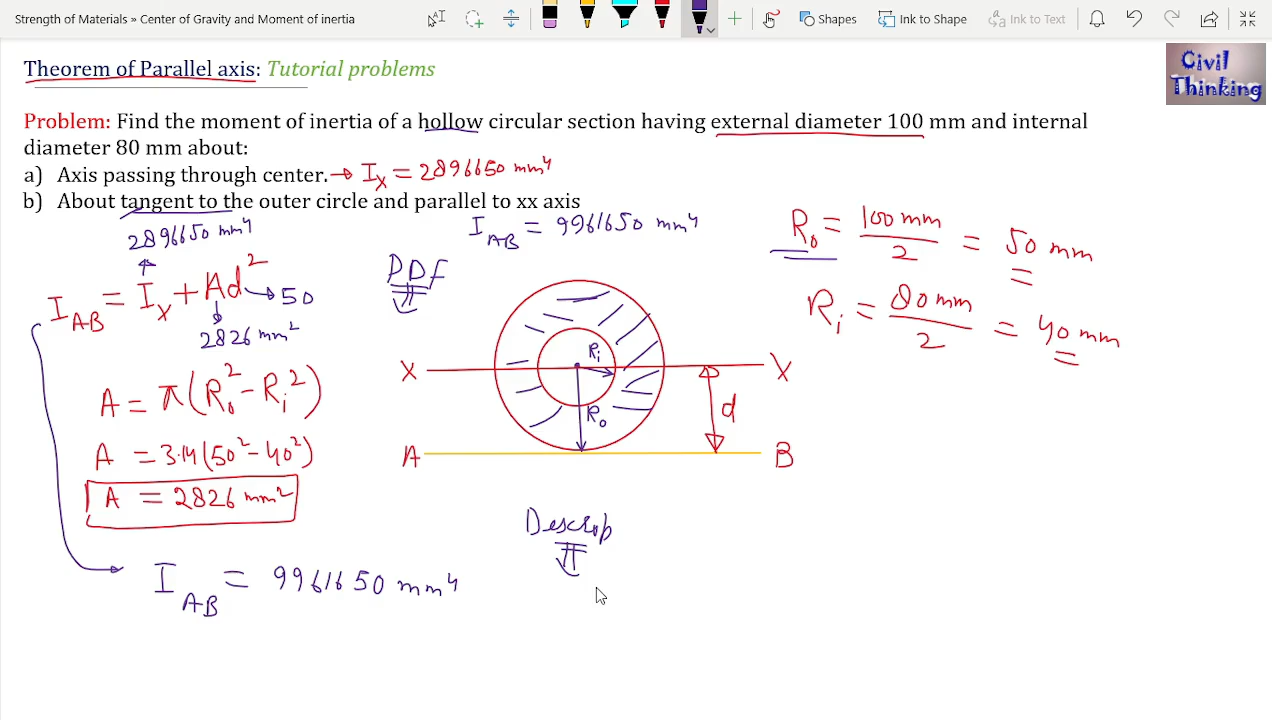 Strength of Materials » Center of Gravity and Moment of inertia
Shapes
Ink to Shape
Ink to Text
Theorem of Parallel axis: Tutorial problems
Civil
Thinking
Problem: Find the moment of inertia of a hollow circular section having external diameter 100 mm and internal
diameter 80 mm about:
a) Axis passing through center. → Ix = 2896650 mm⁴
b) About tangent to the outer circle and parallel to xx axis
2896650 mm⁴
I_AB = 9961650 mm⁴
R₀ = 100 mm / 2 = 50 mm
Ri = 80 mm / 2 = 40 mm
I_AB = Ix + Ad² → 50
2826 mm²
PDF
A = π(R₀² - Ri²)
A = 3.14(50² - 40²)
A = 2826 mm²
Ri
X X
R₀
d
A B
Descrip
I_AB = 9961650 mm⁴